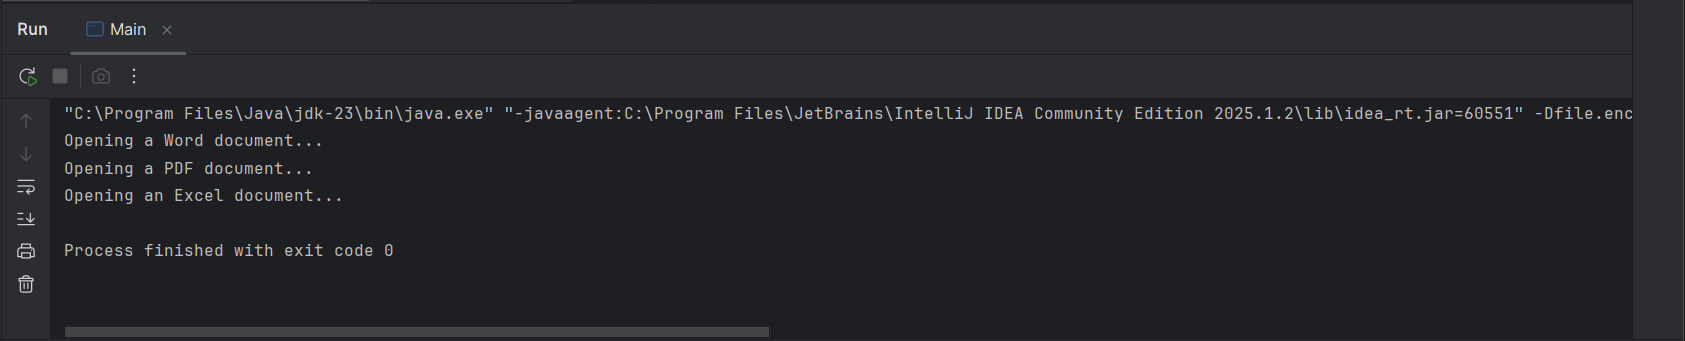 Run Main
"C:\Program Files\Java\jdk-23\bin\java.exe" "-javaagent:C:\Program Files\JetBrains\IntelliJ IDEA Community Edition 2025.1.2\lib\idea_rt.jar=60551" -Dfile.enc
Opening a Word document...
Opening a PDF document...
Opening an Excel document...
Process finished with exit code 0